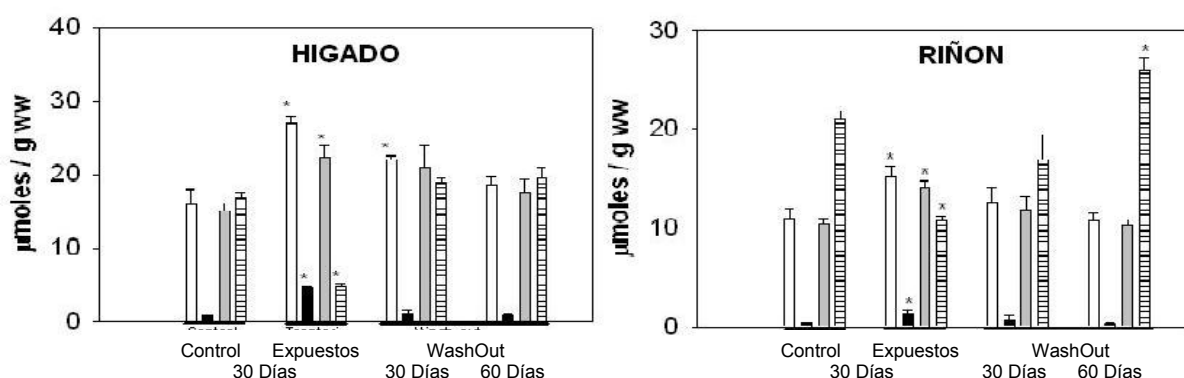 HIGADO
µmoles / g ww
40
30
20
10
0
* * * * *
Control Expuestos WashOut
30 Días 30 Días 60 Días
RIÑON
µmoles / g ww
30
20
10
0
* * * * *
Control Expuestos WashOut
30 Días 30 Días 60 Días